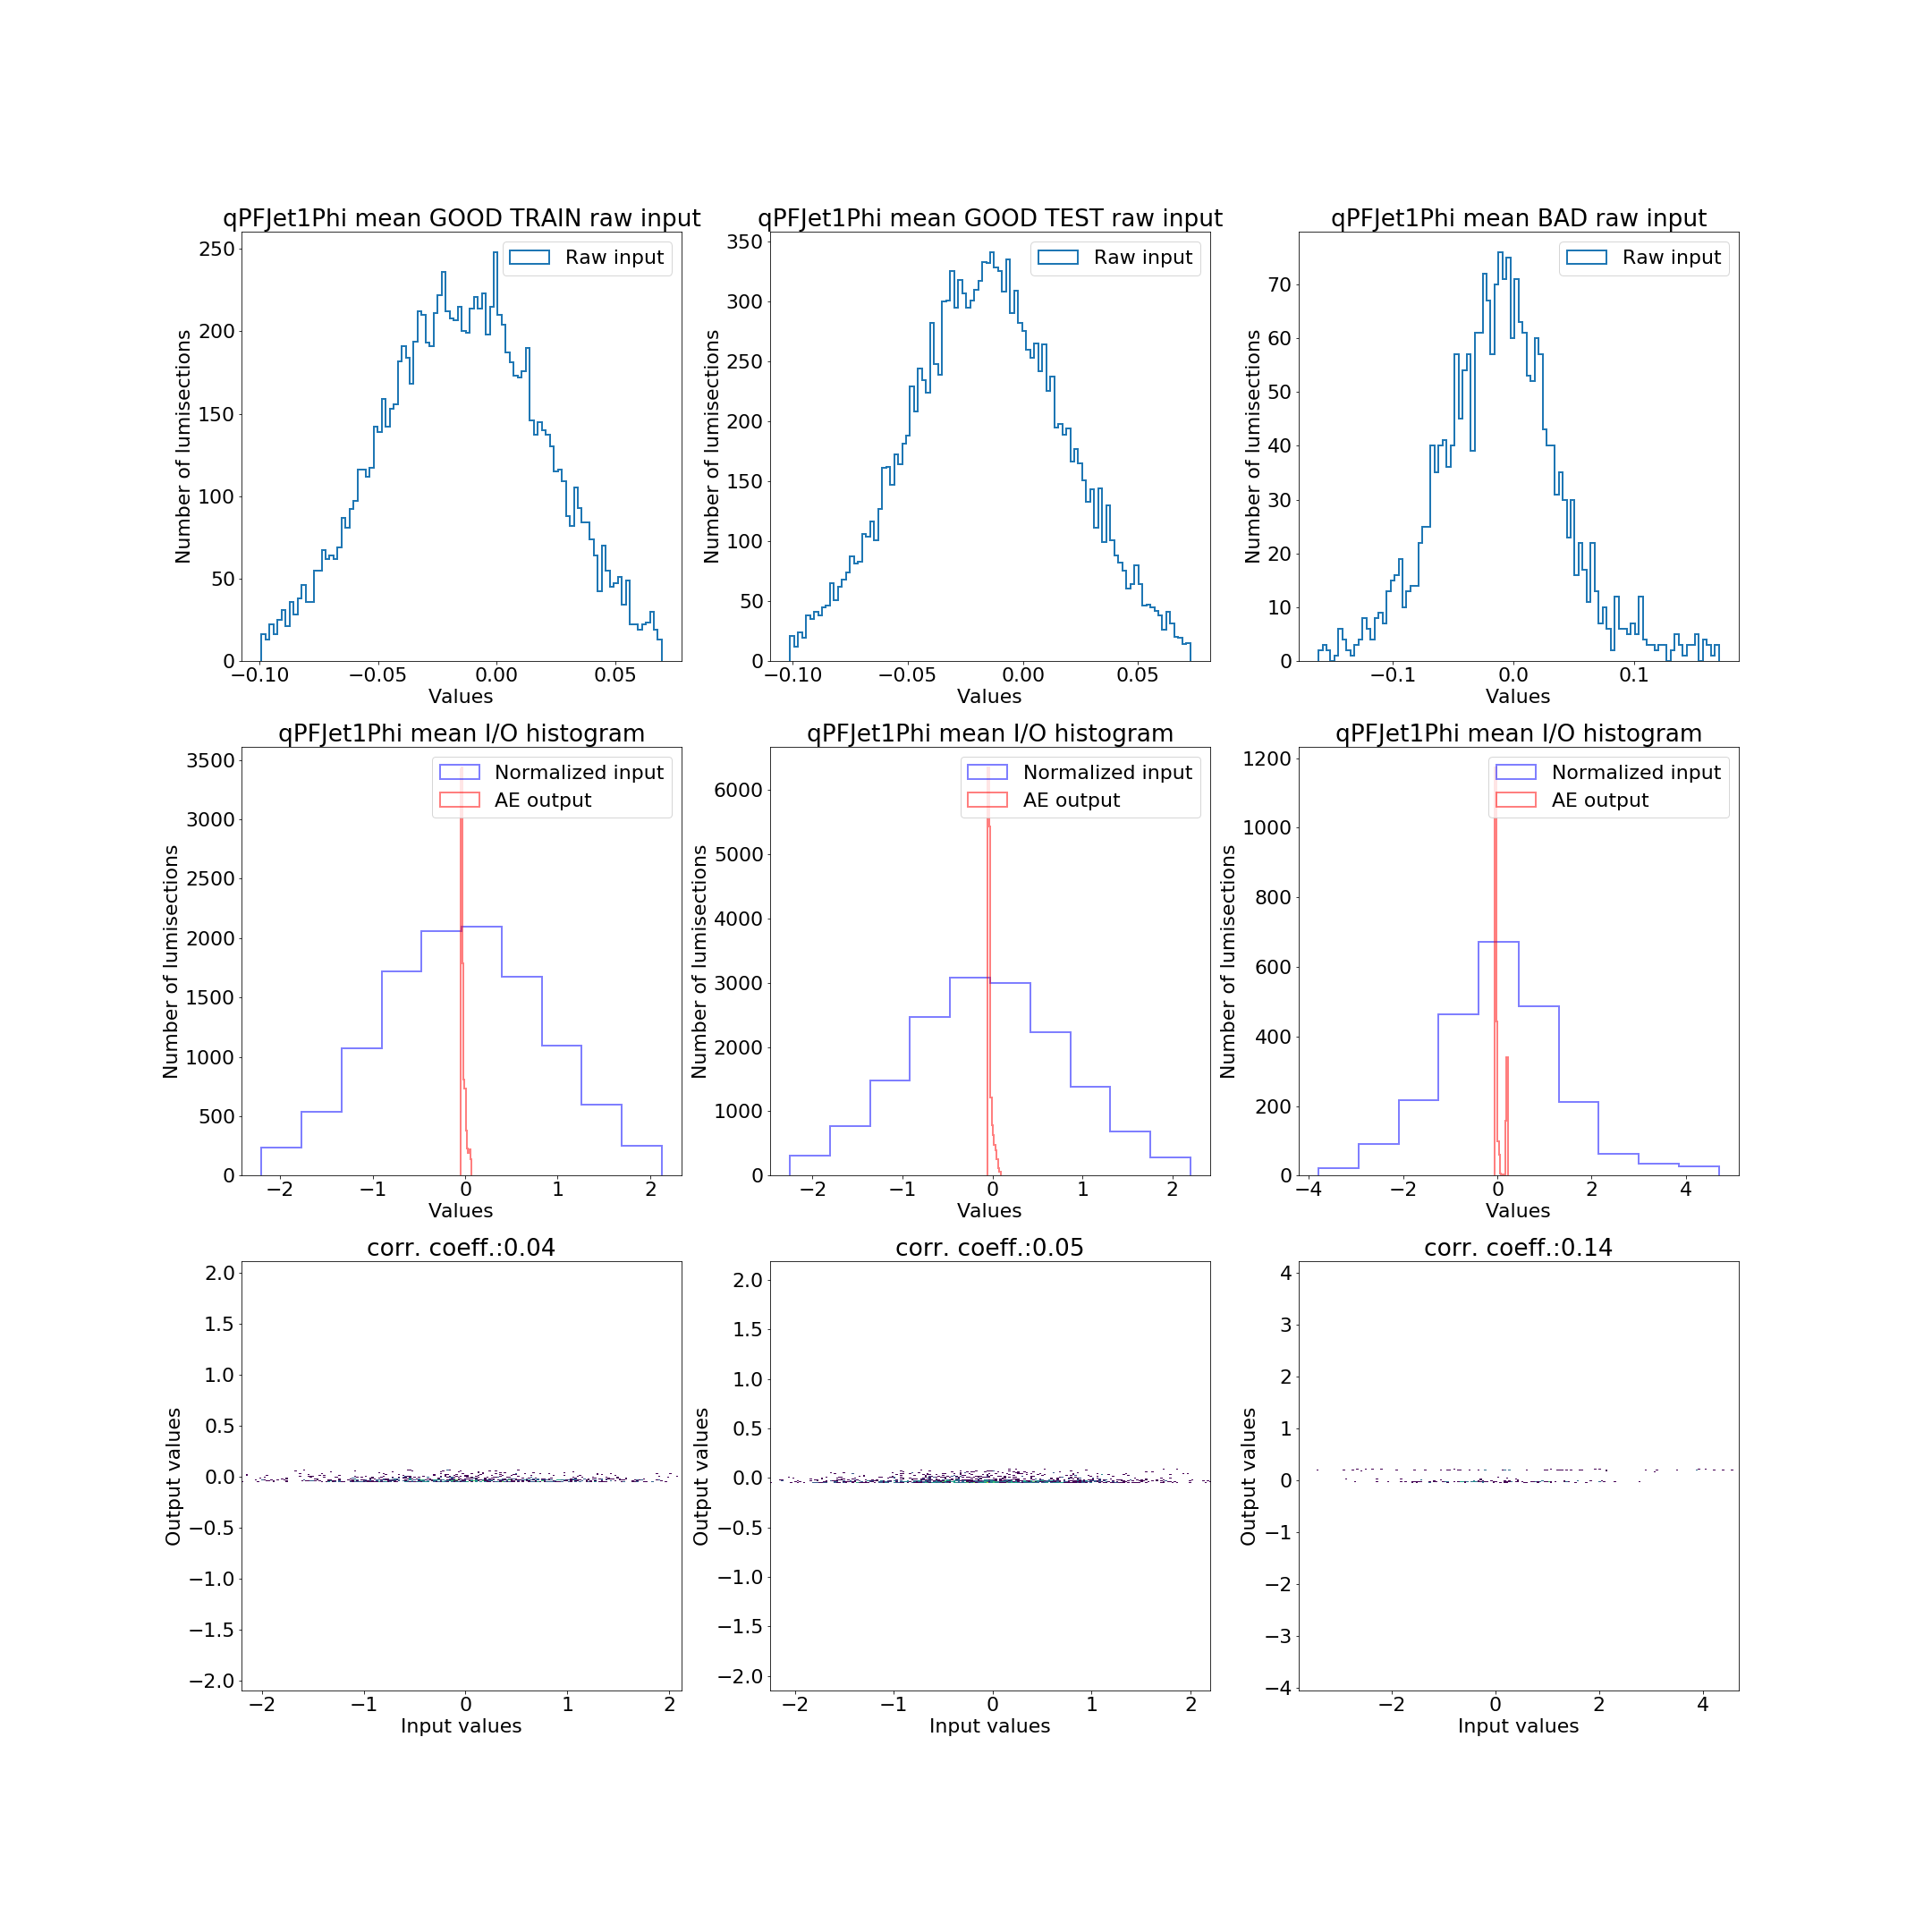 qPFJet1Phi mean GOOD TRAIN raw input
Raw input
Number of lumisections
250
200
150
100
50
0
−0.10 −0.05 0.00 0.05
Values
qPFJet1Phi mean GOOD TEST raw input
Raw input
Number of lumisections
350
300
250
200
150
100
50
0
−0.10 −0.05 0.00 0.05
Values
qPFJet1Phi mean BAD raw input
Raw input
Number of lumisections
70
60
50
40
30
20
10
0
−0.1 0.0 0.1
Values
qPFJet1Phi mean I/O histogram
Normalized input
AE output
Number of lumisections
3500
3000
2500
2000
1500
1000
500
0
−2 −1 0 1 2
Values
qPFJet1Phi mean I/O histogram
Normalized input
AE output
Number of lumisections
6000
5000
4000
3000
2000
1000
0
−2 −1 0 1 2
Values
qPFJet1Phi mean I/O histogram
Normalized input
AE output
Number of lumisections
1200
1000
800
600
400
200
0
−4 −2 0 2 4
Values
corr. coeff.:0.04
Output values
2.0
1.5
1.0
0.5
0.0
−0.5
−1.0
−1.5
−2.0
−2 −1 0 1 2
Input values
corr. coeff.:0.05
Output values
2.0
1.5
1.0
0.5
0.0
−0.5
−1.0
−1.5
−2.0
−2 −1 0 1 2
Input values
corr. coeff.:0.14
Output values
4
3
2
1
0
−1
−2
−3
−4
−2 0 2 4
Input values